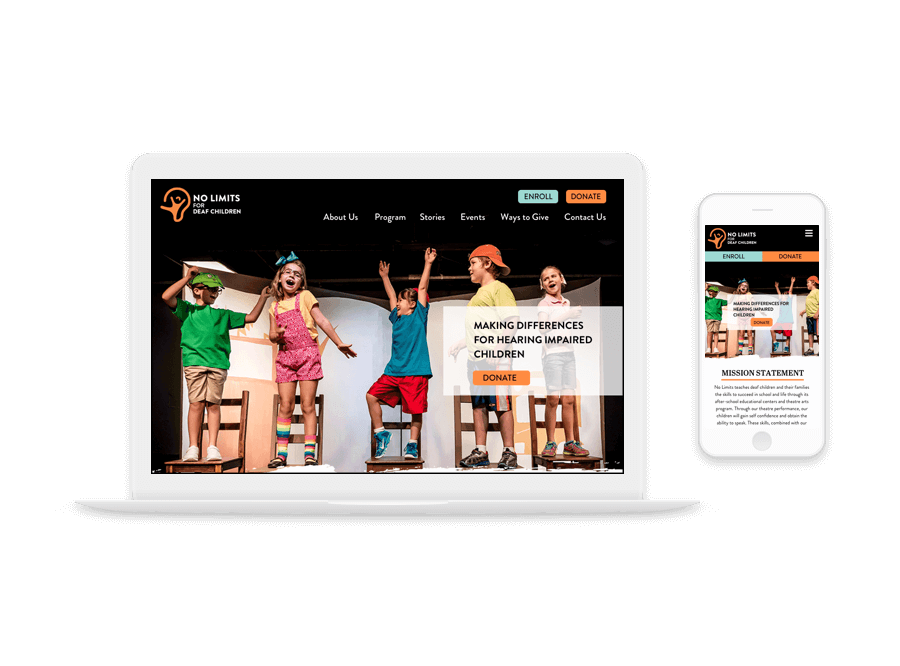 NO LIMITS
FOR
DEAF CHILDREN
ENROLL
DONATE
About Us
Program
Stories
Events
Ways to Give
Contact Us
MAKING DIFFERENCES
FOR HEARING IMPAIRED
CHILDREN
DONATE
NO LIMITS
FOR
DEAF CHILDREN
ENROLL
DONATE
MAKING DIFFERENCES FOR
HEARING IMPAIRED
CHILDREN
DONATE
MISSION STATEMENT
No Limits teaches deaf children and their families
the skills to succeed in school and life through its
after-school educational centers and theatre arts
program. Through our theatre performance, our
children will gain self confidence and obtain the
ability to speak. These skills, combined with our